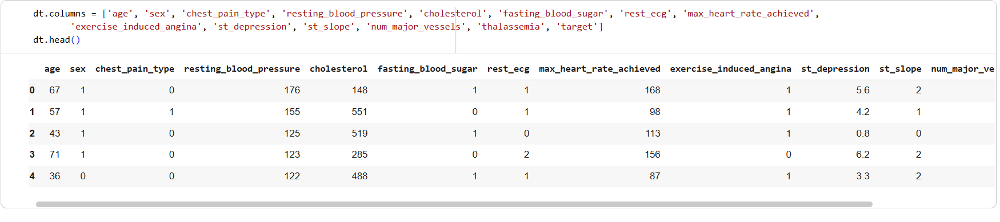 dt.columns = ['age', 'sex', 'chest_pain_type', 'resting_blood_pressure', 'cholesterol', 'fasting_blood_sugar', 'rest_ecg', 'max_heart_rate_achieved',
'exercise_induced_angina', 'st_depression', 'st_slope', 'num_major_vessels', 'thalassemia', 'target']
dt.head()
age sex chest_pain_type resting_blood_pressure cholesterol fasting_blood_sugar rest_ecg max_heart_rate_achieved exercise_induced_angina st_depression st_slope num_major_ve
0 67 1 0 176 148 1 1 168 1 5.6 2
1 57 1 1 155 551 0 1 98 1 4.2 1
2 43 1 0 125 519 1 0 113 1 0.8 0
3 71 1 0 123 285 0 2 156 0 6.2 2
4 36 0 0 122 488 1 1 87 1 3.3 2